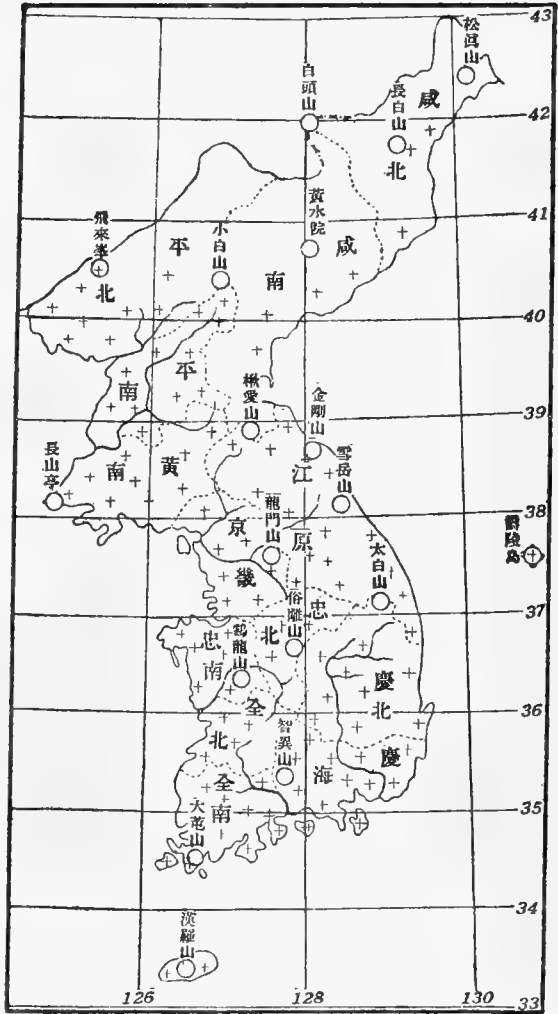 43
松眞山
白頭山
長白山
咸
北
42
黃水院
咸
南
41
飛來峯
小白山
平
北
40
平
南
楸愛山
金剛山
39
長山亭
黃
南
江
原
雪岳山
38
京
畿
龍門山
太白山
鬱陵島
37
忠
北
俗離山
忠
南
鷄龍山
慶
北
36
全
北
智異山
慶
海
35
全
南
大芚山
34
漢羅山
126
128
130
33